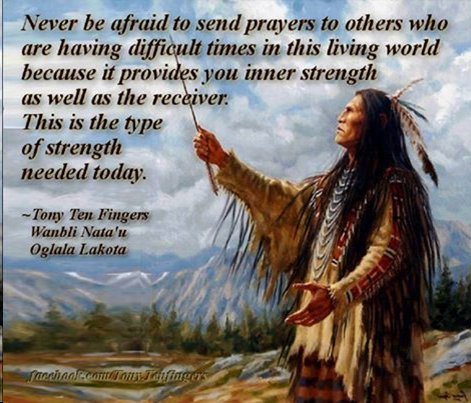 Never be afraid to send prayers to others who
are having difficult times in this living world
because it provides you inner strength
as well as the receiver.
This is the type
of strength
needed today.
~Tony Ten Fingers
Wanbli Nata'u
Oglala Lakota
facebook.com/TonyTenfingers